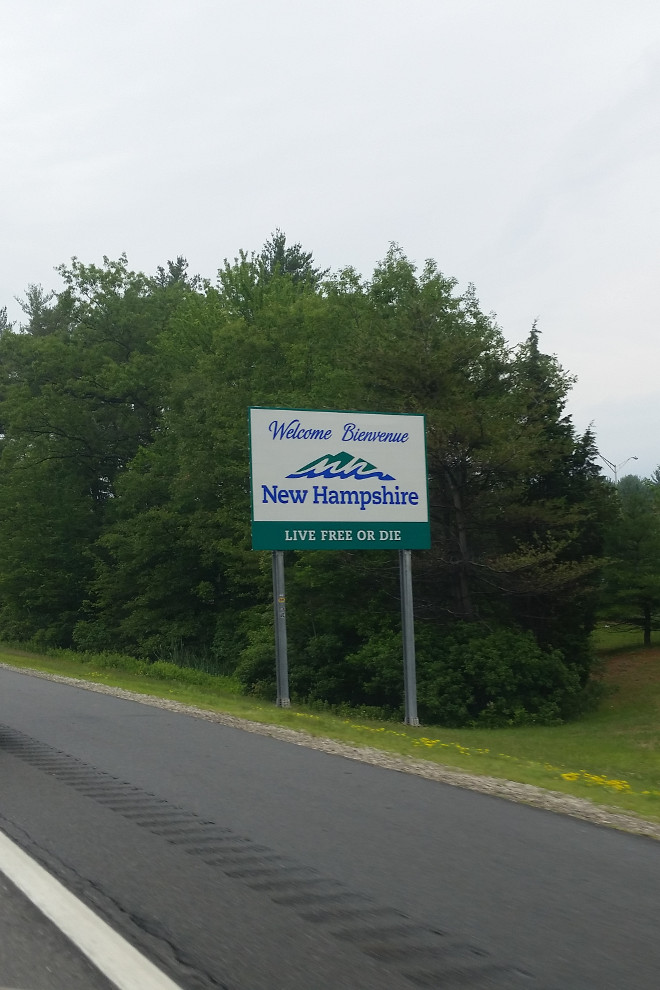 Welcome Bienvenue
New Hampshire
LIVE FREE OR DIE